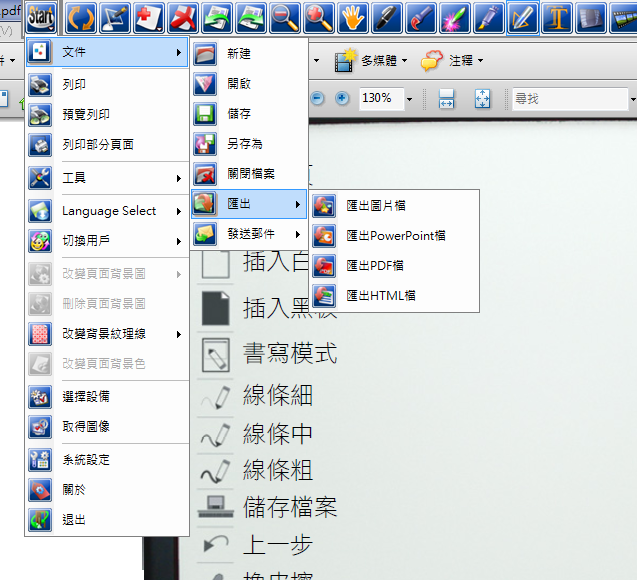 .pdf
Start
文件
列印
預覽列印
列印部分頁面
工具
Language Select
切換用戶
改變頁面背景圖
刪除頁面背景圖
改變背景紋理線
改變頁面背景色
選擇設備
取得圖像
系統設定
關於
退出
新建
開啟
儲存
另存為
關閉檔案
匯出
發送郵件
匯出圖片檔
匯出PowerPoint檔
匯出PDF檔
匯出HTML檔
多媒體
注釋
130%
尋找
插入白
插入黑板
書寫模式
線條細
線條中
線條粗
儲存檔案
上一步
橡皮擦